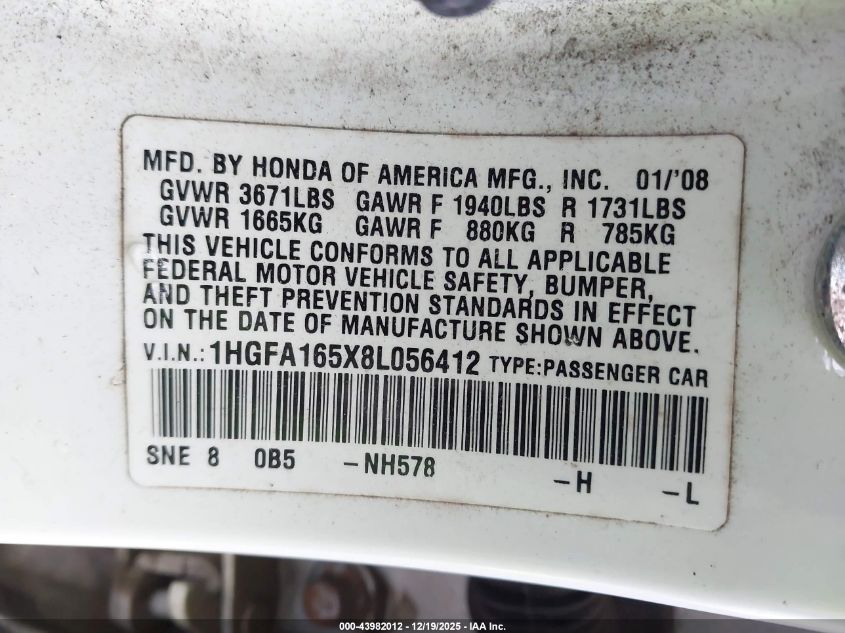 MFD. BY HONDA OF AMERICA MFG., INC. 01/'08
GVWR 3671LBS GAWR F 1940LBS R 1731LBS
GVWR 1665KG GAWR F 880KG R 785KG
THIS VEHICLE CONFORMS TO ALL APPLICABLE
FEDERAL MOTOR VEHICLE SAFETY, BUMPER,
AND THEFT PREVENTION STANDARDS IN EFFECT
ON THE DATE OF MANUFACTURE SHOWN ABOVE.
V.I.N.: 1HGFA165X8L056412 TYPE:PASSENGER CAR
SNE 8 0B5 -NH578 -H -L
000-43982012 - 12/19/2025 - IAA Inc.